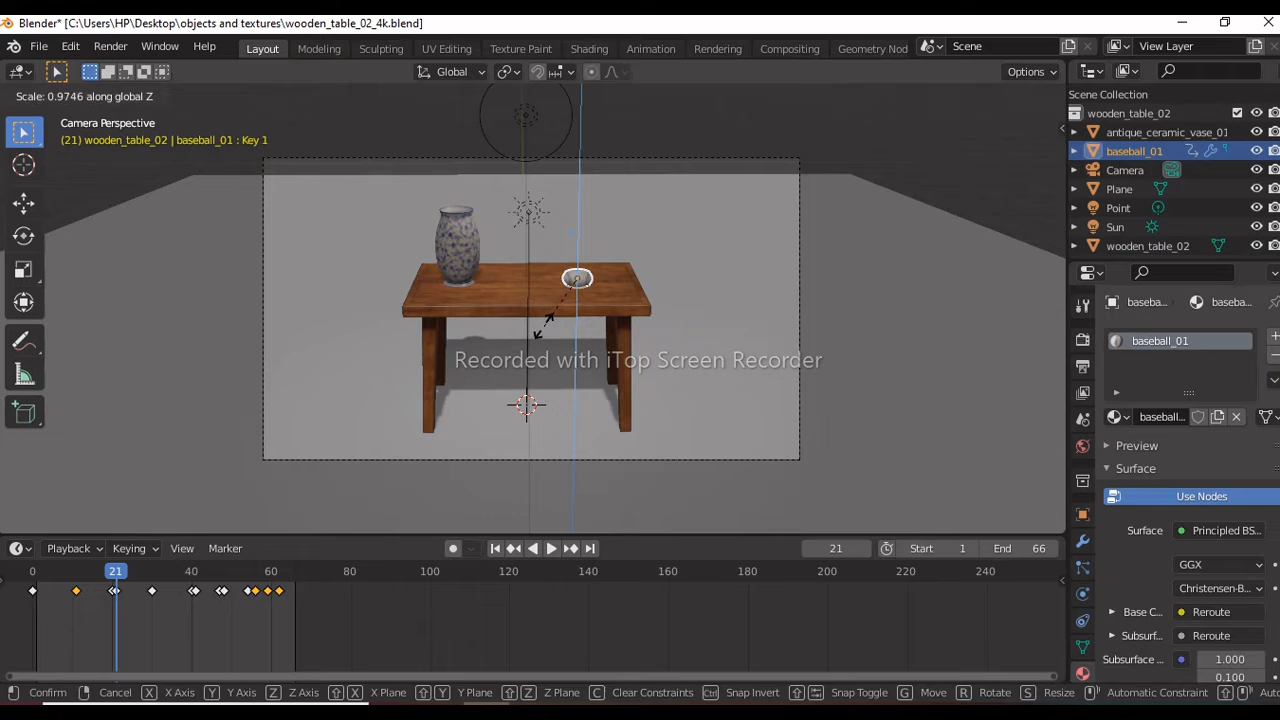 Blender* [C:\Users\HP\Desktop\objects and textures\wooden_table_02_4k.blend]
File Edit Render Window Help Layout Modeling Sculpting UV Editing Texture Paint Shading Animation Rendering Compositing Geometry Nod Scene View Layer
Global Options
Scale: 0.9746 along global Z
Camera Perspective
(21) wooden_table_02 | baseball_01 : Key 1
Scene Collection
wooden_table_02
antique_ceramic_vase_01
baseball_01
Camera
Plane
Point
Sun
wooden_table_02
baseba... baseba...
baseball_01
Recorded with iTop Screen Recorder
baseball...
Preview
Surface
Use Nodes
Surface Principled BS...
GGX
Christensen-B...
Base C... Reroute
Subsurf... Reroute
Subsurface ... 1.000
0.100
Playback Keying View Marker 21 Start 1 End 66
0 21 40 60 80 100 120 140 160 180 200 220 240
Confirm Cancel X X Axis Y Y Axis Z Z Axis X X Plane Y Y Plane Z Z Plane C Clear Constraints Ctrl Snap Invert Snap Toggle G Move R Rotate S Resize Automatic Constraint Auto